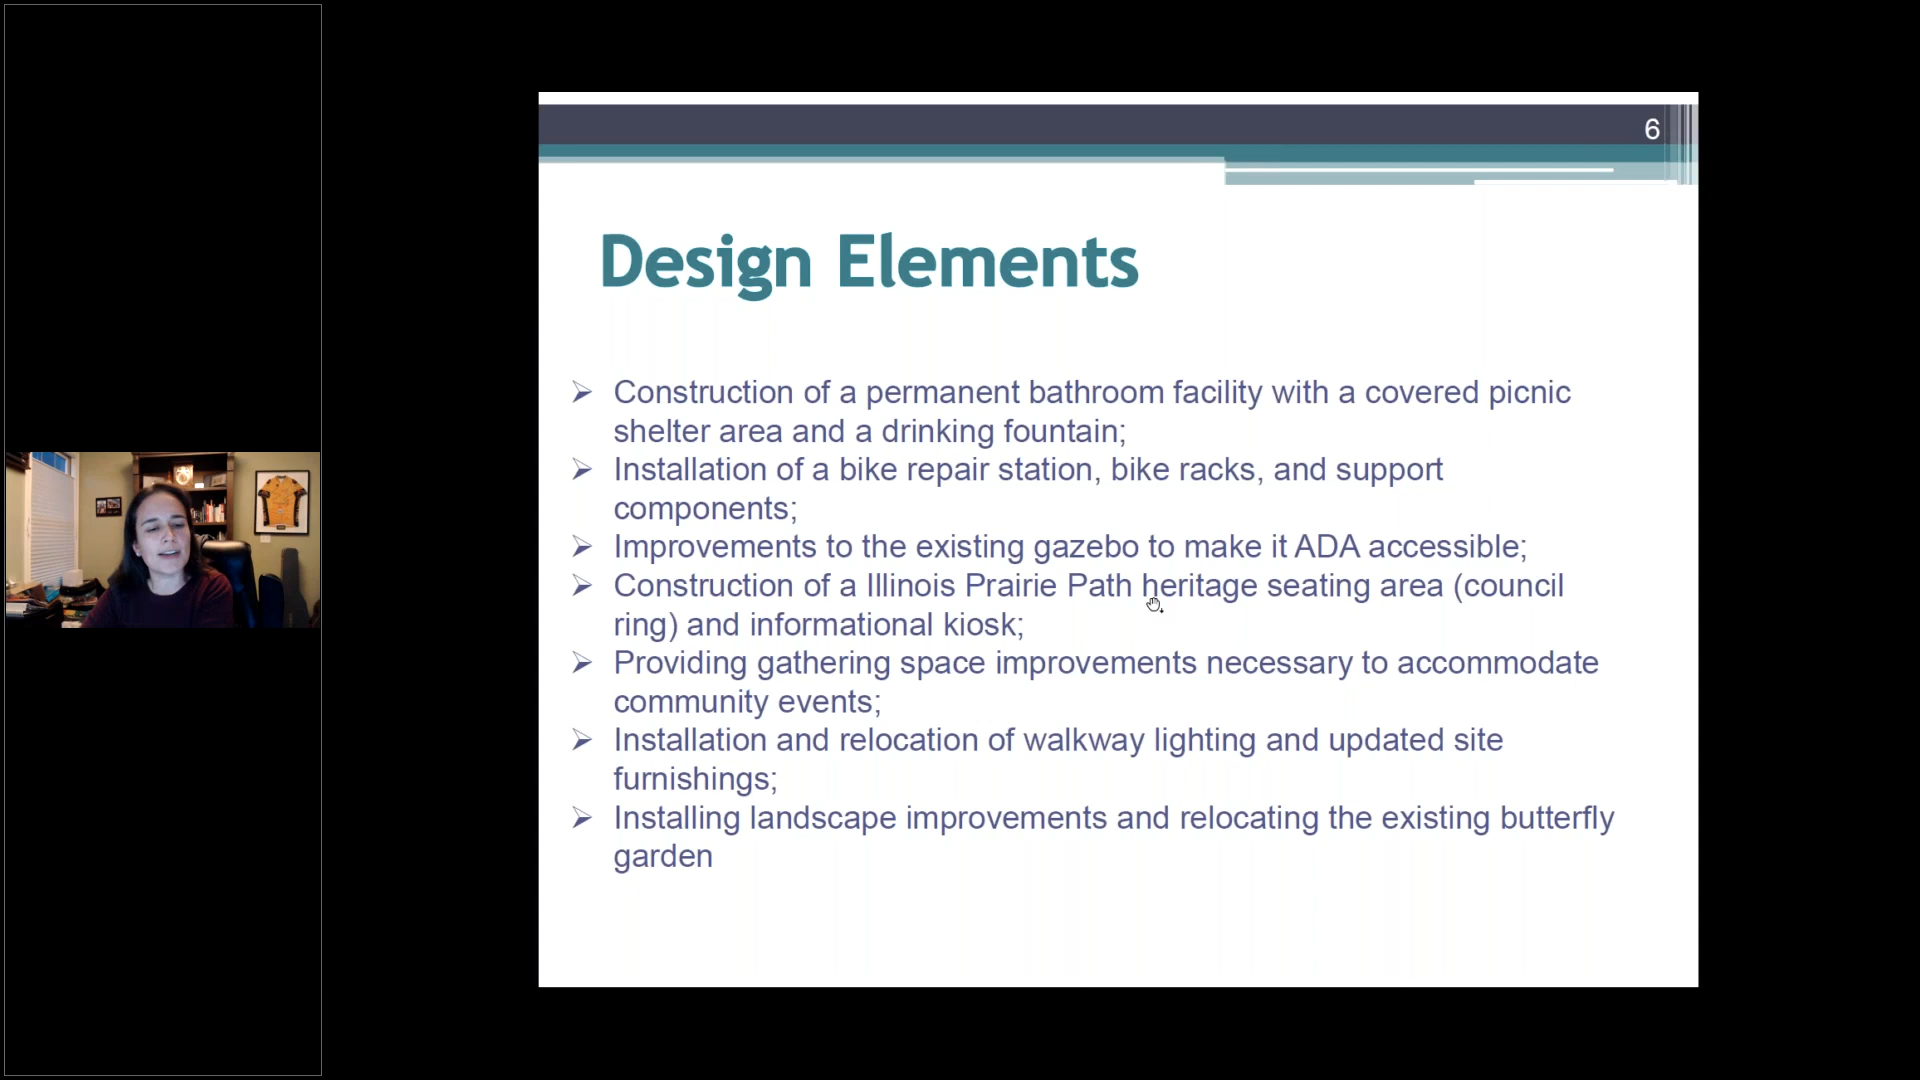 6
Design Elements
➢ Construction of a permanent bathroom facility with a covered picnic
shelter area and a drinking fountain;
➢ Installation of a bike repair station, bike racks, and support
components;
➢ Improvements to the existing gazebo to make it ADA accessible;
➢ Construction of a Illinois Prairie Path heritage seating area (council
ring) and informational kiosk;
➢ Providing gathering space improvements necessary to accommodate
community events;
➢ Installation and relocation of walkway lighting and updated site
furnishings;
➢ Installing landscape improvements and relocating the existing butterfly
garden